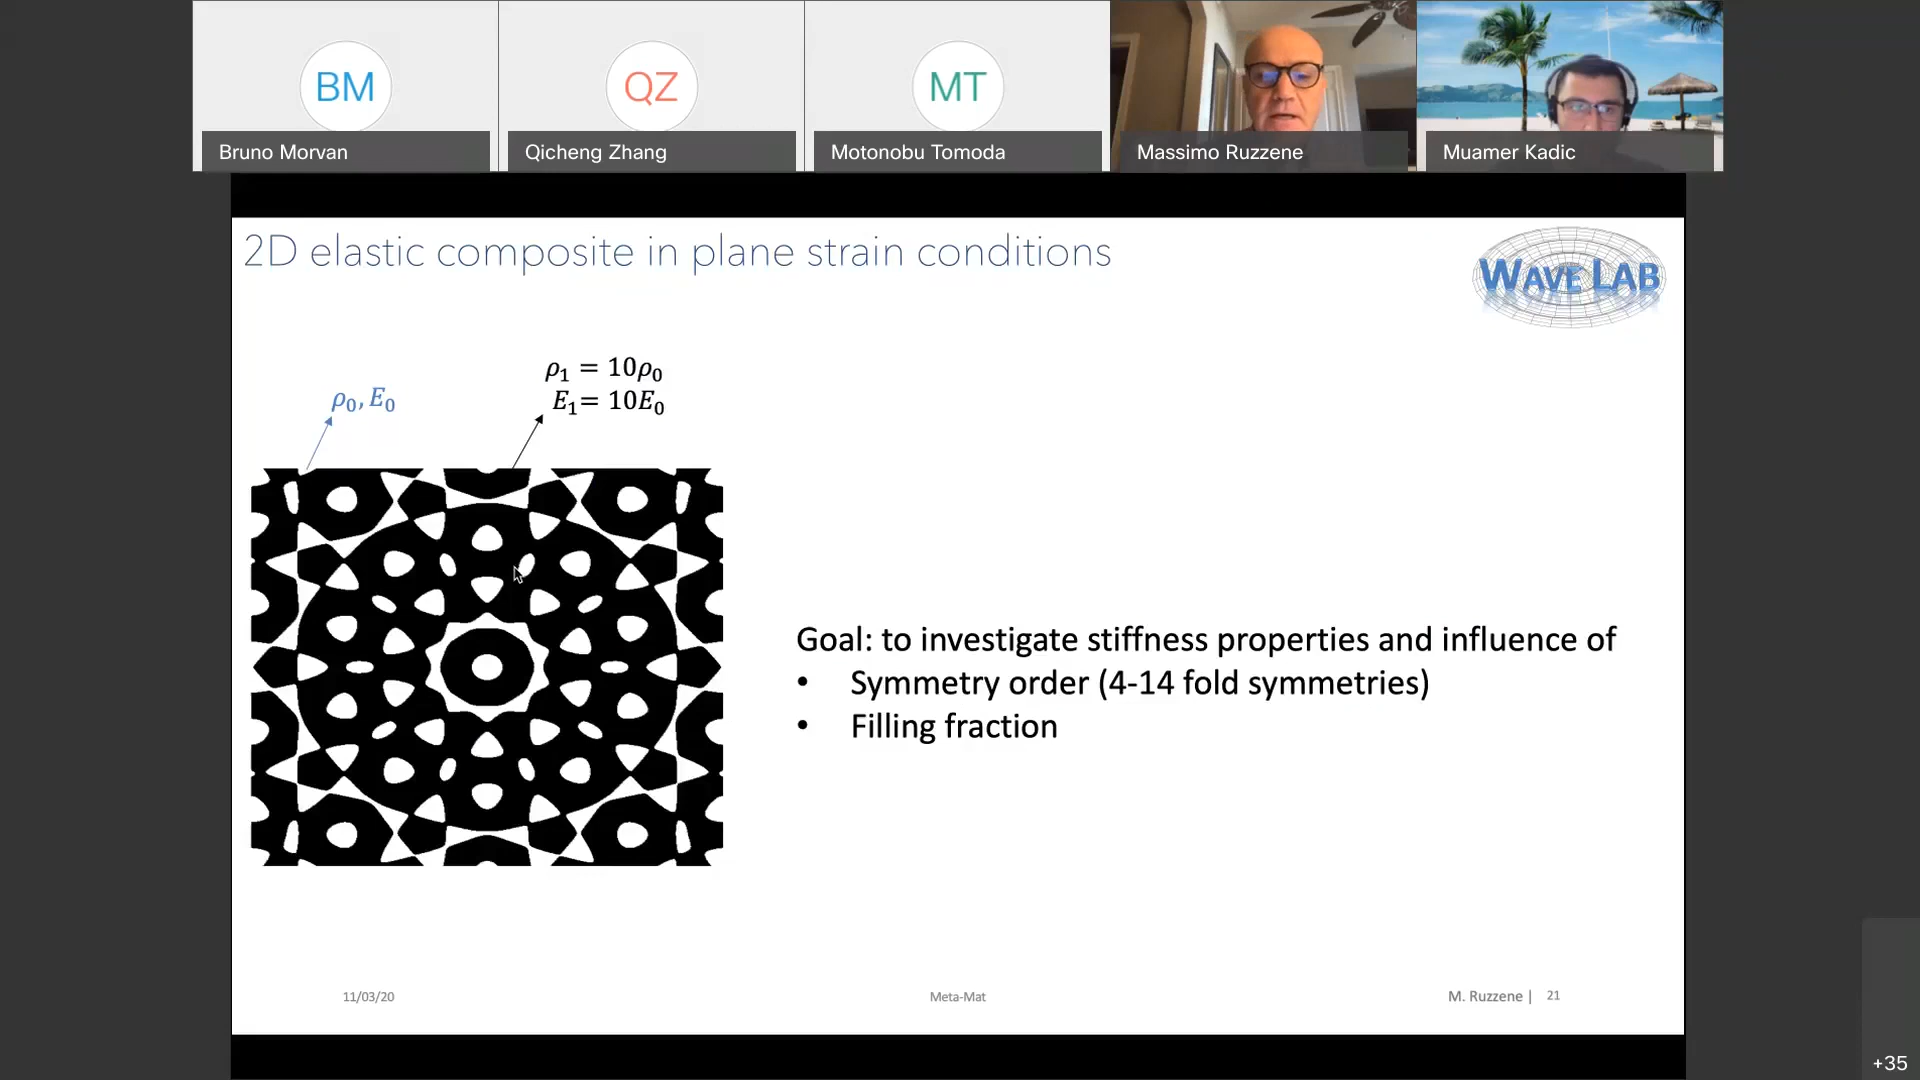 BM
QZ
MT
Bruno Morvan
Qicheng Zhang
Motonobu Tomoda
Massimo Ruzzene
Muamer Kadic
2D elastic composite in plane strain conditions
WAVE LAB
ρ₁ = 10ρ₀
ρ₀, E₀
E₁= 10E₀
Goal: to investigate stiffness properties and influence of
• Symmetry order (4-14 fold symmetries)
• Filling fraction
11/03/20
Meta-Mat
M. Ruzzene | 21
+35